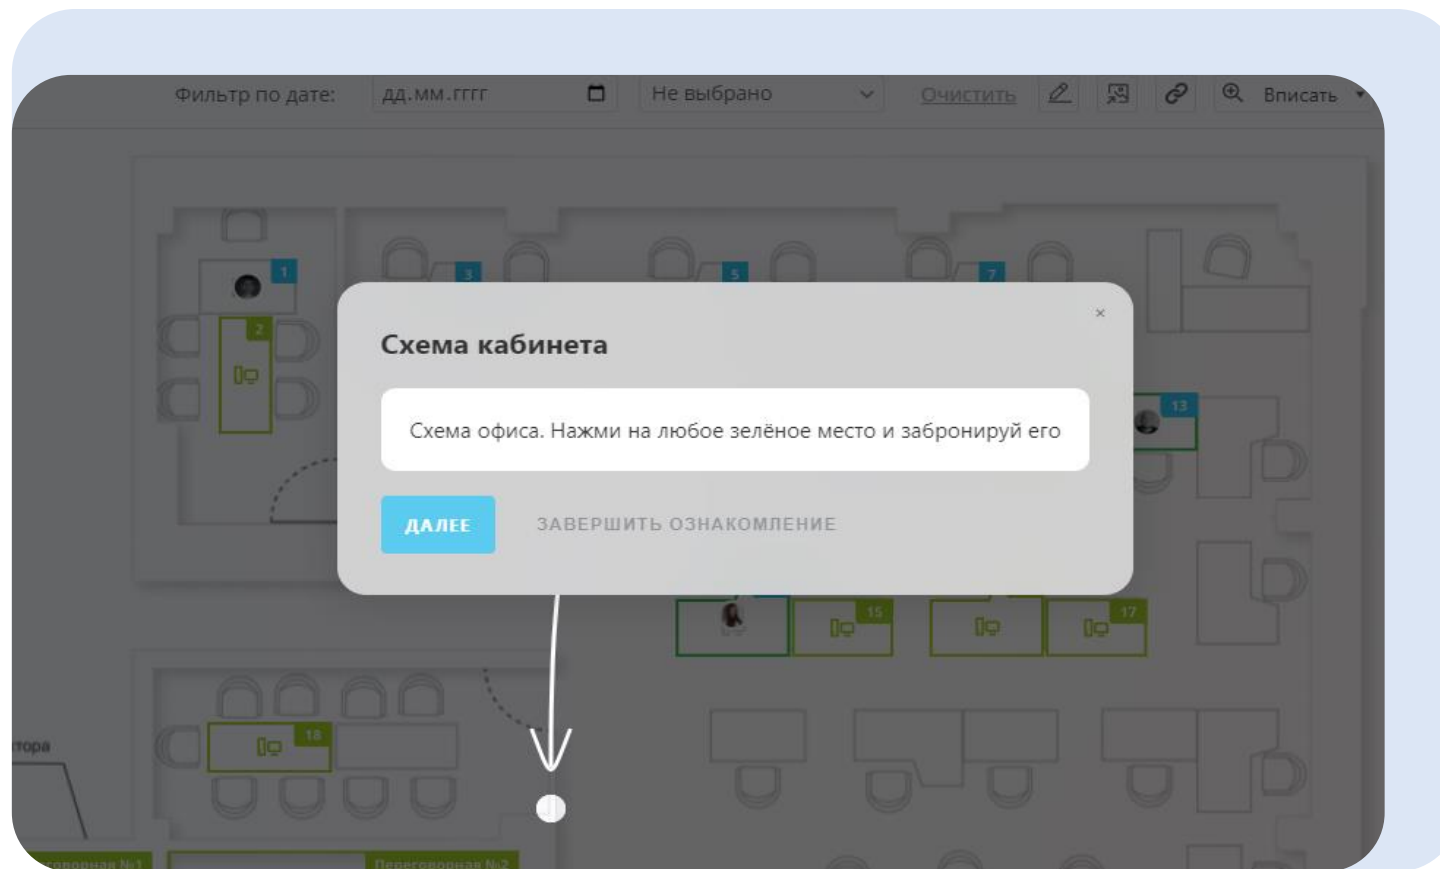 Фильтр по дате: дд.мм.гггг Не выбрано Очистить Вписать
1
3
5
7
2
Схема кабинета
×
13
Схема офиса. Нажми на любое зелёное место и забронируй его
ДАЛЕЕ ЗАВЕРШИТЬ ОЗНАКОМЛЕНИЕ
15
17
18
Переговорная №2